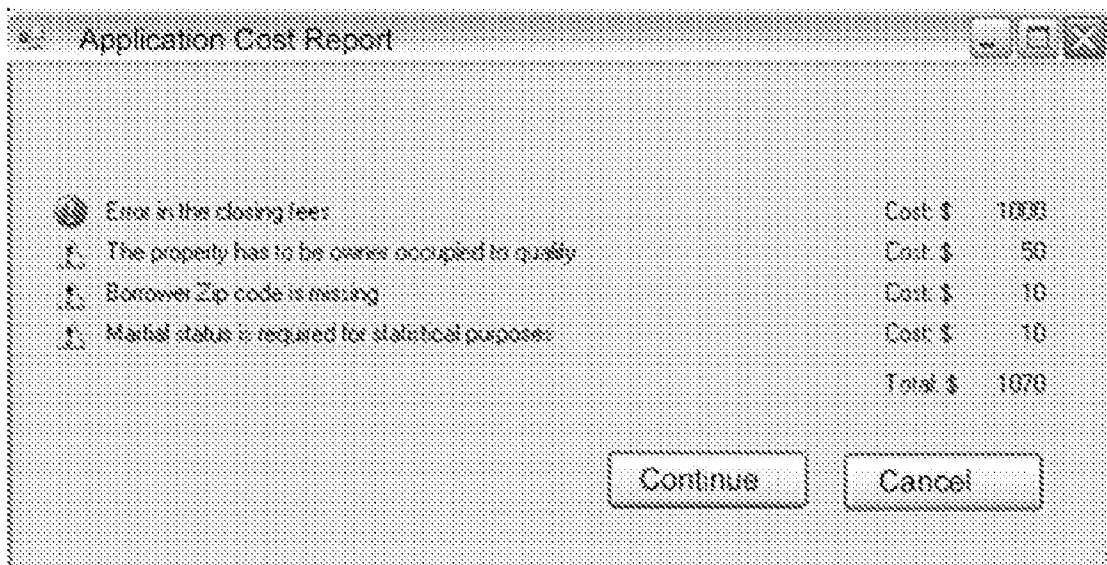 Application Cost Report
Error in the closing fees Cost: $ 1000
The property has to be owner occupied to qualify Cost: $ 50
Borrower Zip code is missing Cost: $ 10
Martial status is required for statistical purposes Cost: $ 10
Total: $ 1070
Continue Cancel